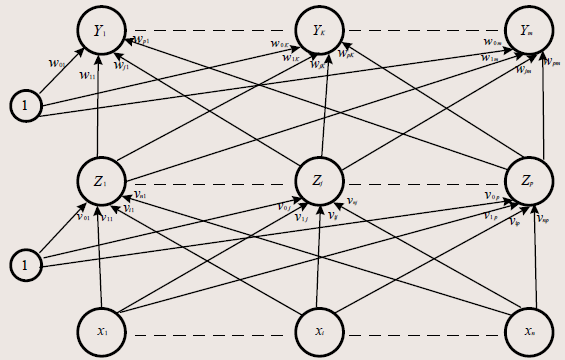 Y1 YK Ym
wp1 w0K w0m
w01 w11 wj1 w1K wjK wpK w1m wjm wpm
1
Z1 Zj Zp
v01 v11 vi1 vn1 v0j v1j vij vnj v0p v1p vip vnp
1
x1 xi xn